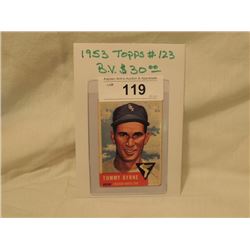 1953 TOPPS #123
B.V. $30.00
119
TOMMY BYRNE